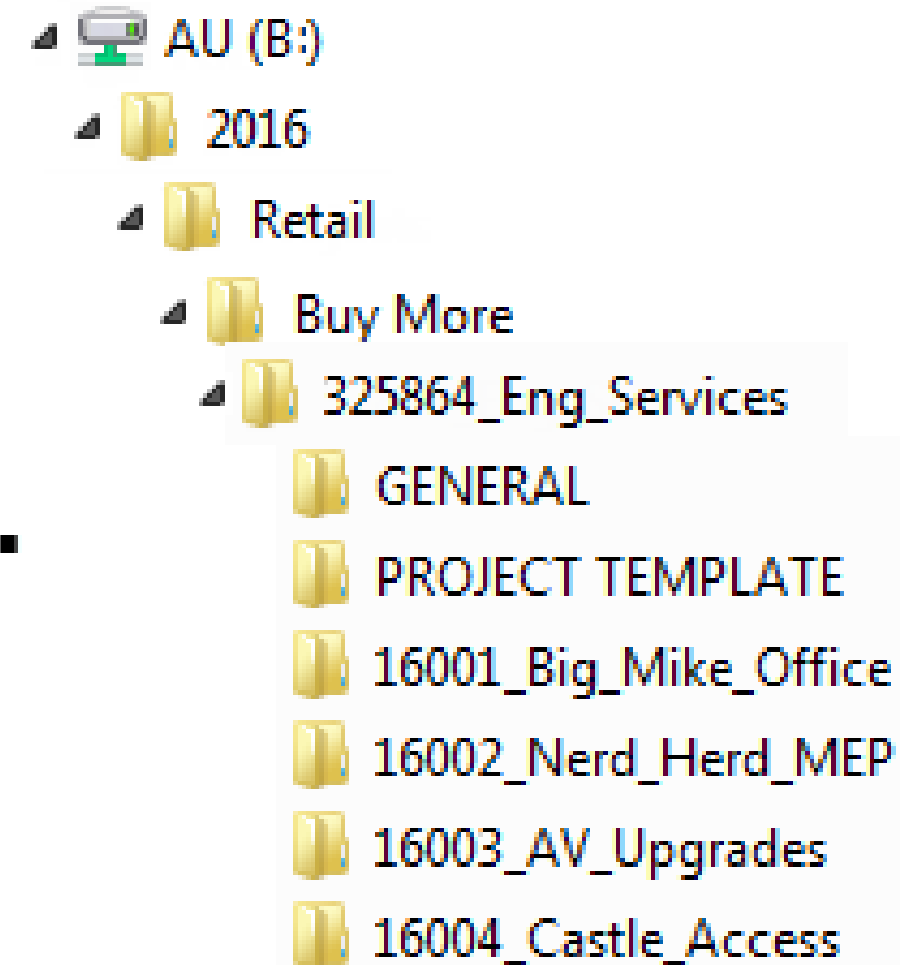 AU (B:)
2016
Retail
Buy More
325864_Eng_Services
GENERAL
PROJECT TEMPLATE
16001_Big_Mike_Office
16002_Nerd_Herd_MEP
16003_AV_Upgrades
16004_Castle_Access